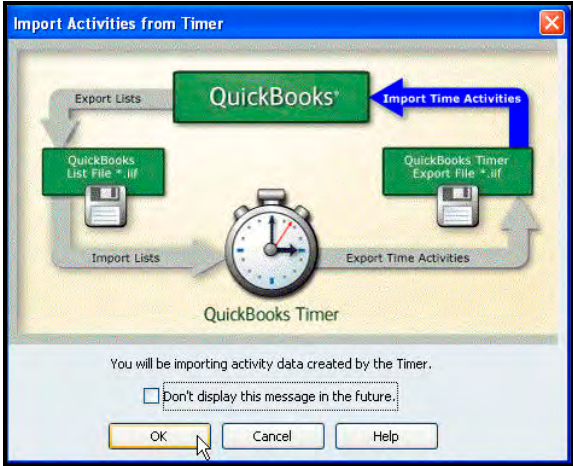 Import Activities from Timer
QuickBooks®
Export Lists
Import Time Activities
QuickBooks
List File *.iif
QuickBooks Timer
Export File *.iif
Import Lists
Export Time Activities
QuickBooks Timer
You will be importing activity data created by the Timer.
Don't display this message in the future.
OK
Cancel
Help